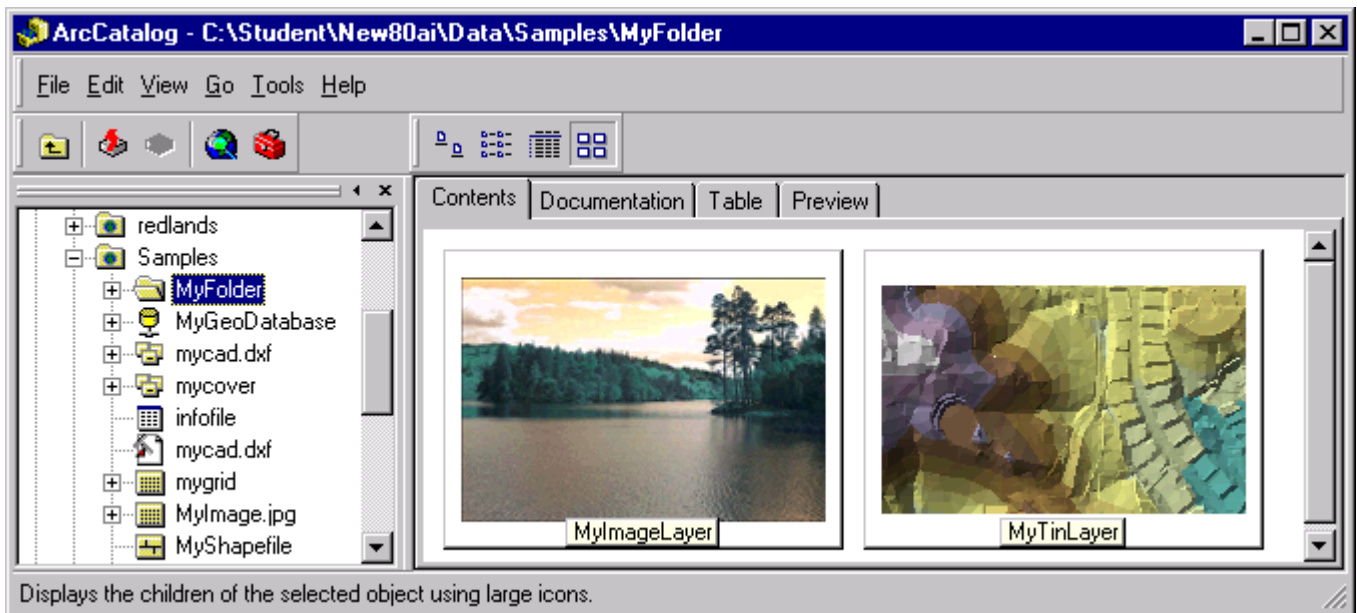 ArcCatalog - C:\Student\New80ai\Data\Samples\MyFolder
File Edit View Go Tools Help
redlands
Samples
MyFolder
MyGeoDatabase
mycad.dxf
mycover
infofile
mycad.dxf
mygrid
MyImage.jpg
MyShapefile
Contents Documentation Table Preview
MyImageLayer
MyTinLayer
Displays the children of the selected object using large icons.